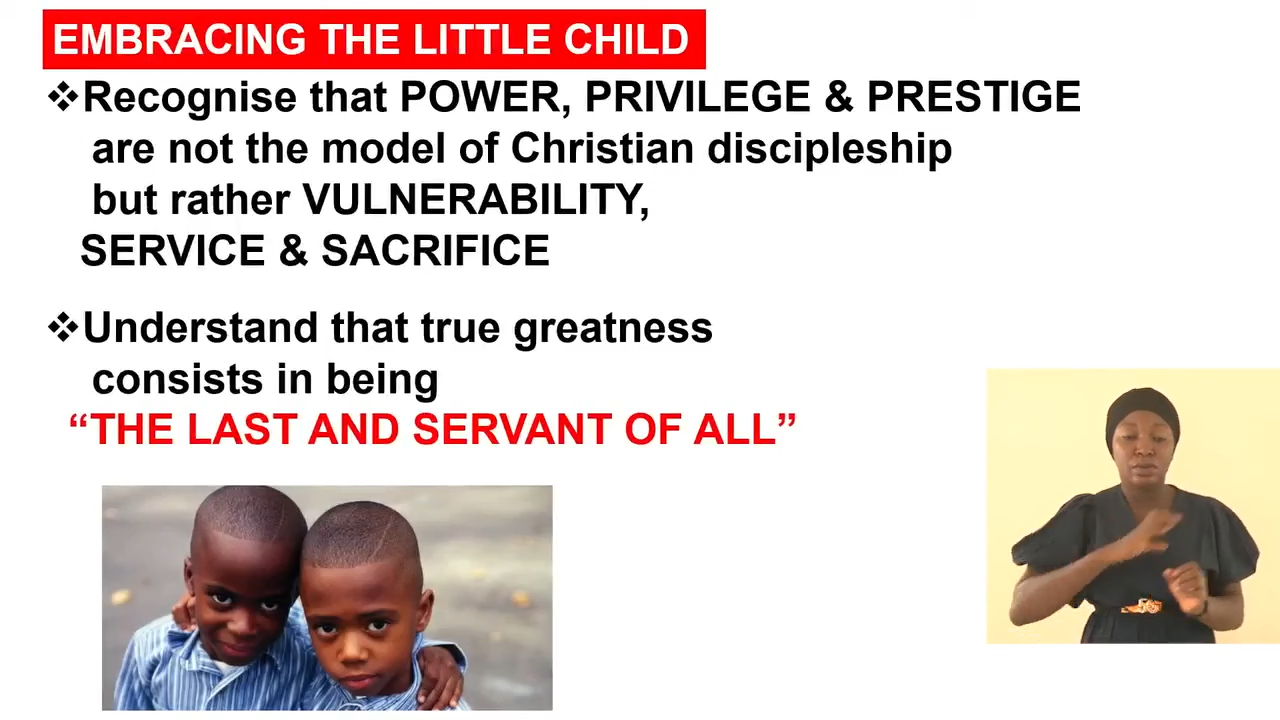 EMBRACING THE LITTLE CHILD
❖Recognise that POWER, PRIVILEGE & PRESTIGE
are not the model of Christian discipleship
but rather VULNERABILITY,
SERVICE & SACRIFICE
❖Understand that true greatness
consists in being
“THE LAST AND SERVANT OF ALL”